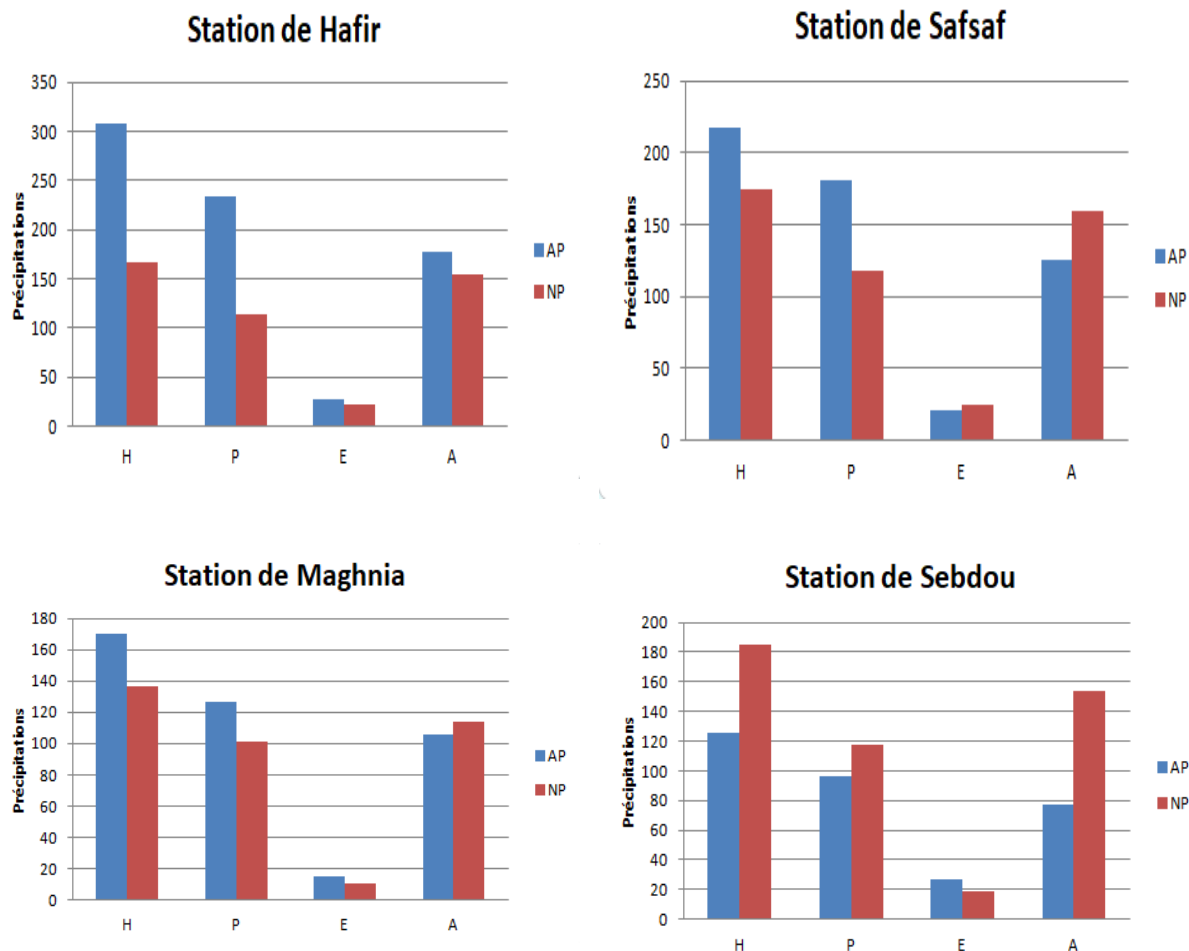 Station de Hafir
350
300
250
200
150
100
50
0
Précipitations
H P E A
AP
NP
Station de Safsaf
250
200
150
100
50
0
Précipitations
H P E A
AP
NP
Station de Maghnia
180
160
140
120
100
80
60
40
20
0
Précipitations
H P E A
AP
NP
Station de Sebdou
200
180
160
140
120
100
80
60
40
20
0
Précipitations
H P E A
AP
NP